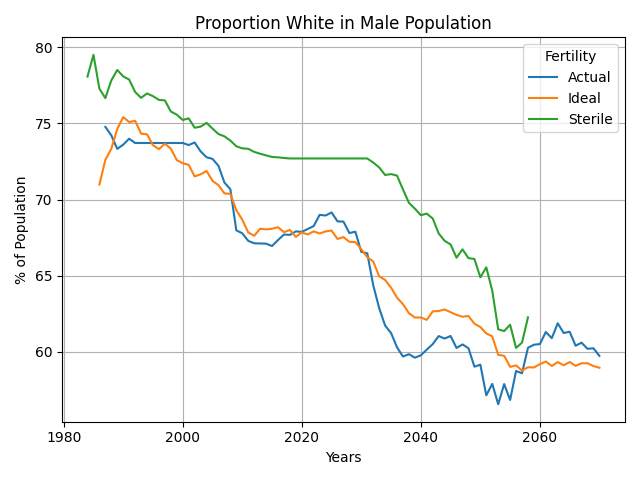 Proportion White in Male Population
% of Population
80
75
70
65
60
Fertility
Actual
Ideal
Sterile
1980
2000
2020
2040
2060
Years